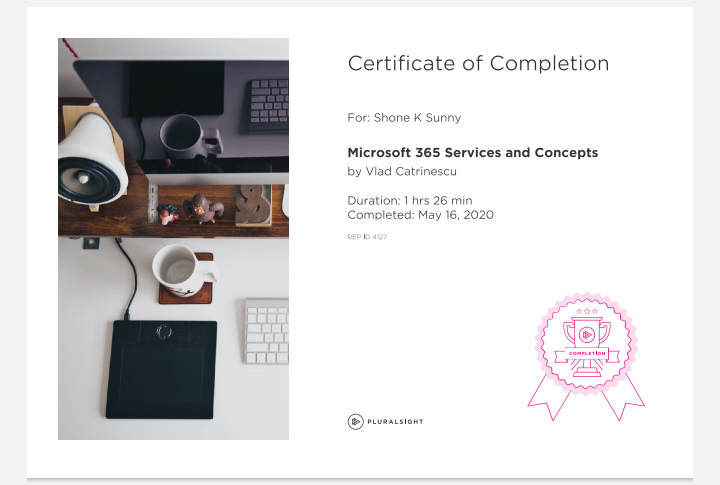 Certificate of Completion
For: Shone K Sunny
Microsoft 365 Services and Concepts
by Vlad Catrinescu
Duration: 1 hrs 26 min
Completed: May 16, 2020
REP ID 4127
COMPLETION
PLURALSIGHT